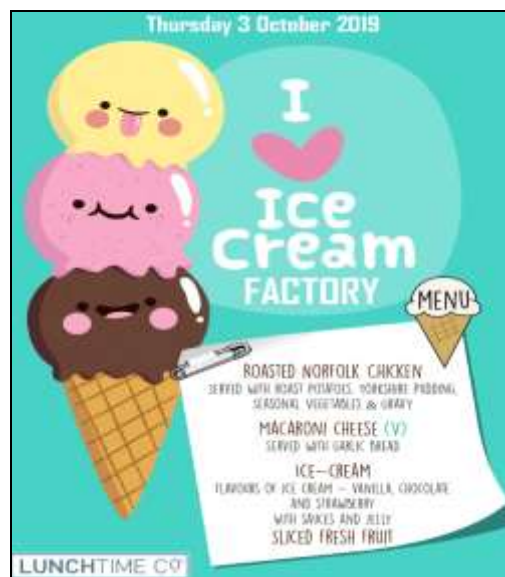 Thursday 3 October 2019
I
Ice
Cream
FACTORY
MENU
ROASTED NORFOLK CHICKEN
SERVED WITH ROAST POTATOES, YORKSHIRE PUDDING,
SEASONAL VEGETABLES & GRAVY
MACARONI CHEESE (V)
SERVED WITH GARLIC BREAD
ICE-CREAM
FLAVOURS OF ICE CREAM - VANILLA, CHOCOLATE
AND STRAWBERRY
WITH SAUCES AND JELLY
SLICED FRESH FRUIT
LUNCHTIME CO